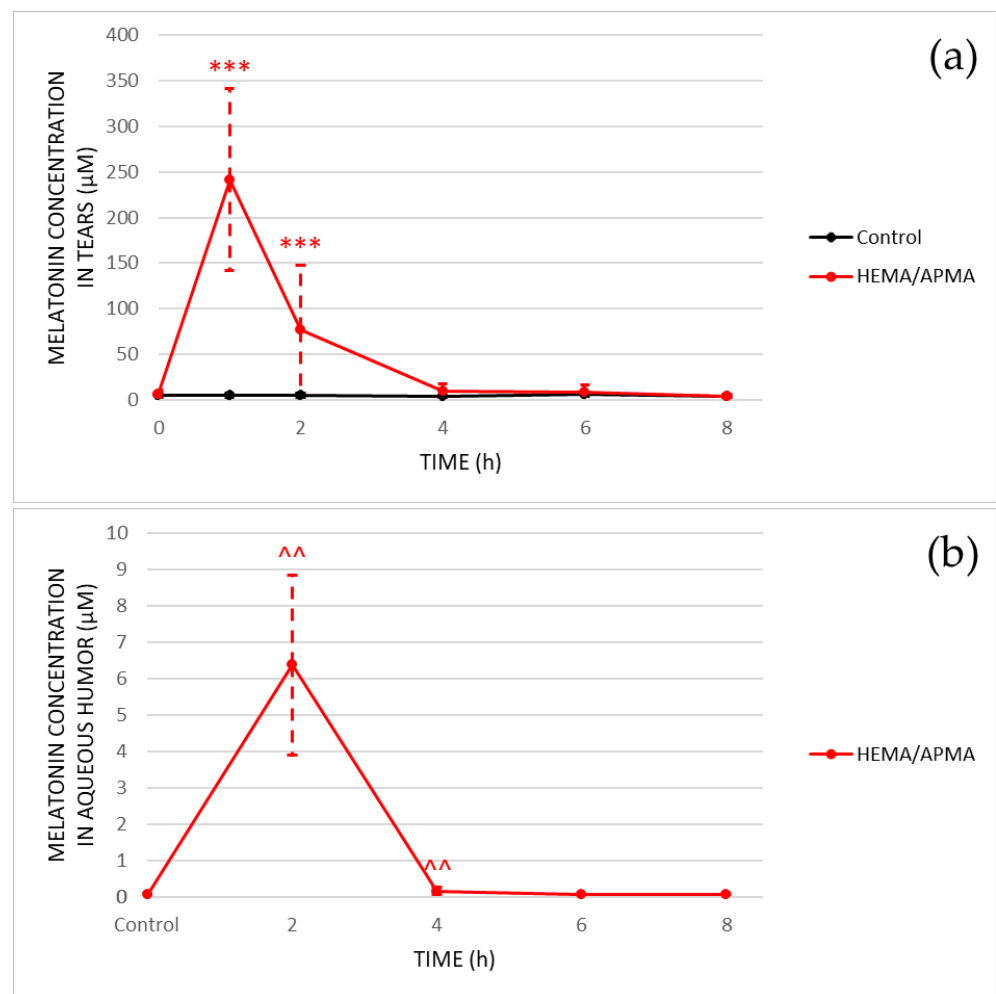 (a)
MELATONIN CONCENTRATION
IN TEARS (µM)
400
350
300
250
200
150
100
50
0
***
***
0 2 4 6 8
TIME (h)
Control
HEMA/APMA
(b)
MELATONIN CONCENTRATION
IN AQUEOUS HUMOR (µM)
10
9
8
7
6
5
4
3
2
1
0
^^
^^
Control 2 4 6 8
TIME (h)
HEMA/APMA